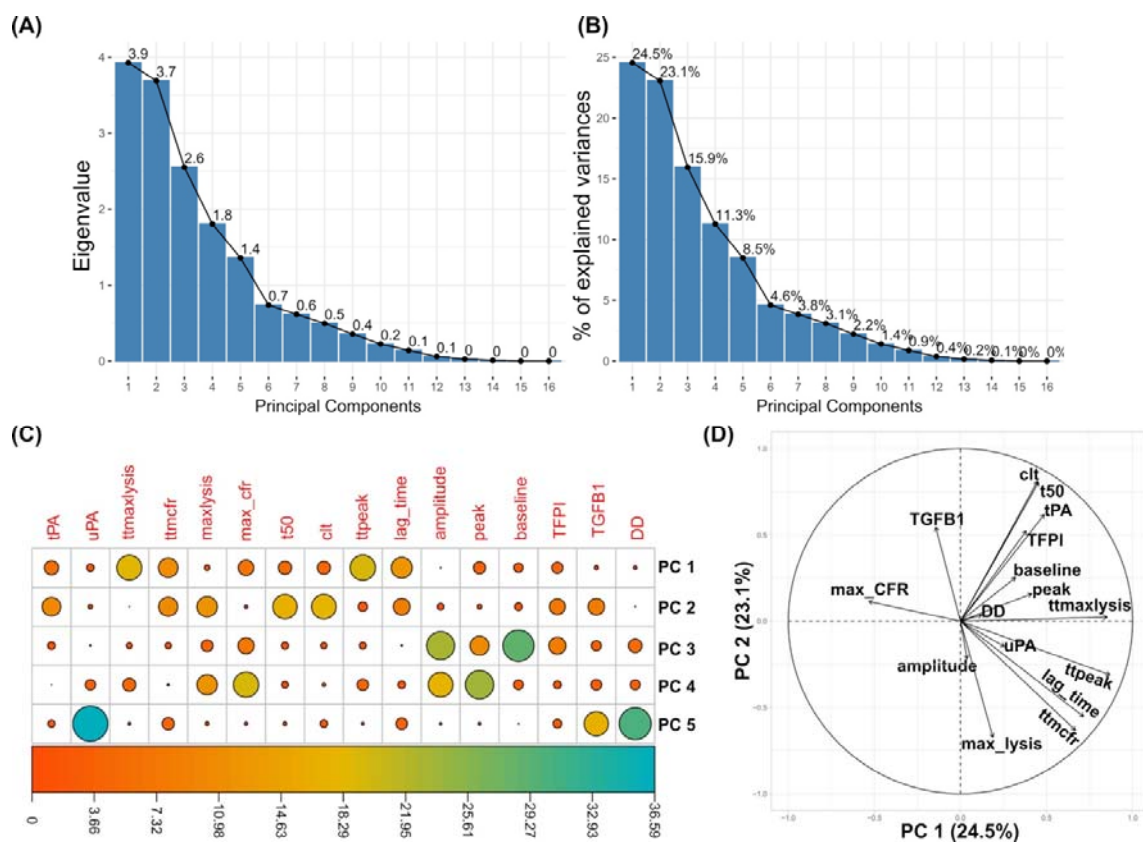 (A)
Eigenvalue
4
3
2
1
0
3.9
3.7
2.6
1.8
1.4
0.7
0.6
0.5
0.4
0.2
0.1
0.1
0
0
0
0
1 2 3 4 5 6 7 8 9 10 11 12 13 14 15 16
Principal Components
(B)
% of explained variances
25
20
15
10
5
0
24.5%
23.1%
15.9%
11.3%
8.5%
4.6%
3.8%
3.1%
2.2%
1.4%
0.9%
0.4%
0.2%
0.1%
0%
0%
1 2 3 4 5 6 7 8 9 10 11 12 13 14 15 16
Principal Components
(C)
tPA
uPA
ttmaxlysis
ttmcfr
maxlysis
max_cfr
t50
clt
ttpeak
lag_time
amplitude
peak
baseline
TFPI
TGFB1
DD
PC 1
PC 2
PC 3
PC 4
PC 5
0
3.66
7.32
10.98
14.63
18.29
21.95
25.61
29.27
32.93
36.59
(D)
PC 2 (23.1%)
1.0
0.5
0.0
-0.5
-1.0
clt
t50
tPA
TGFB1
TFPI
baseline
peak
max_CFR
ttmaxlysis
DD
uPA
amplitude
ttpeak
lag_time
ttmcfr
max_lysis
-1.0 -0.5 0.0 0.5 1.0
PC 1 (24.5%)